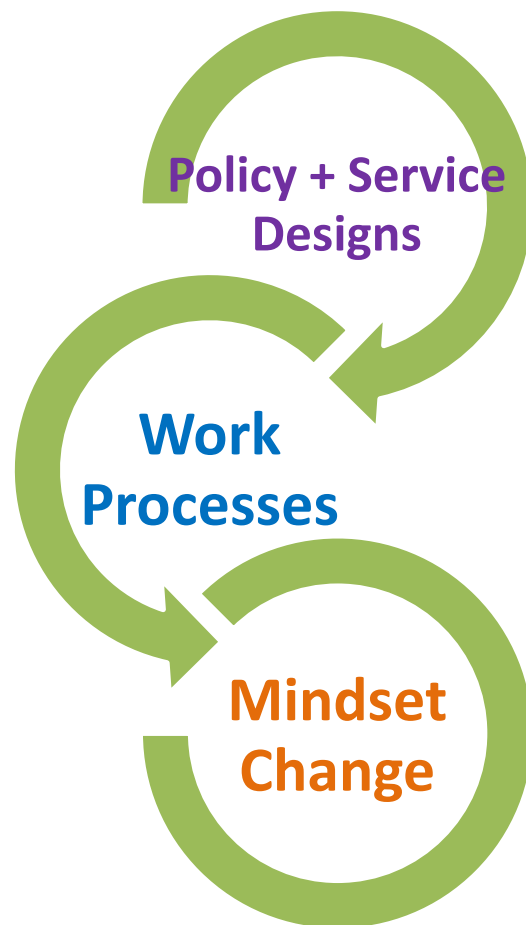 Policy + Service
Designs
Work
Processes
Mindset
Change